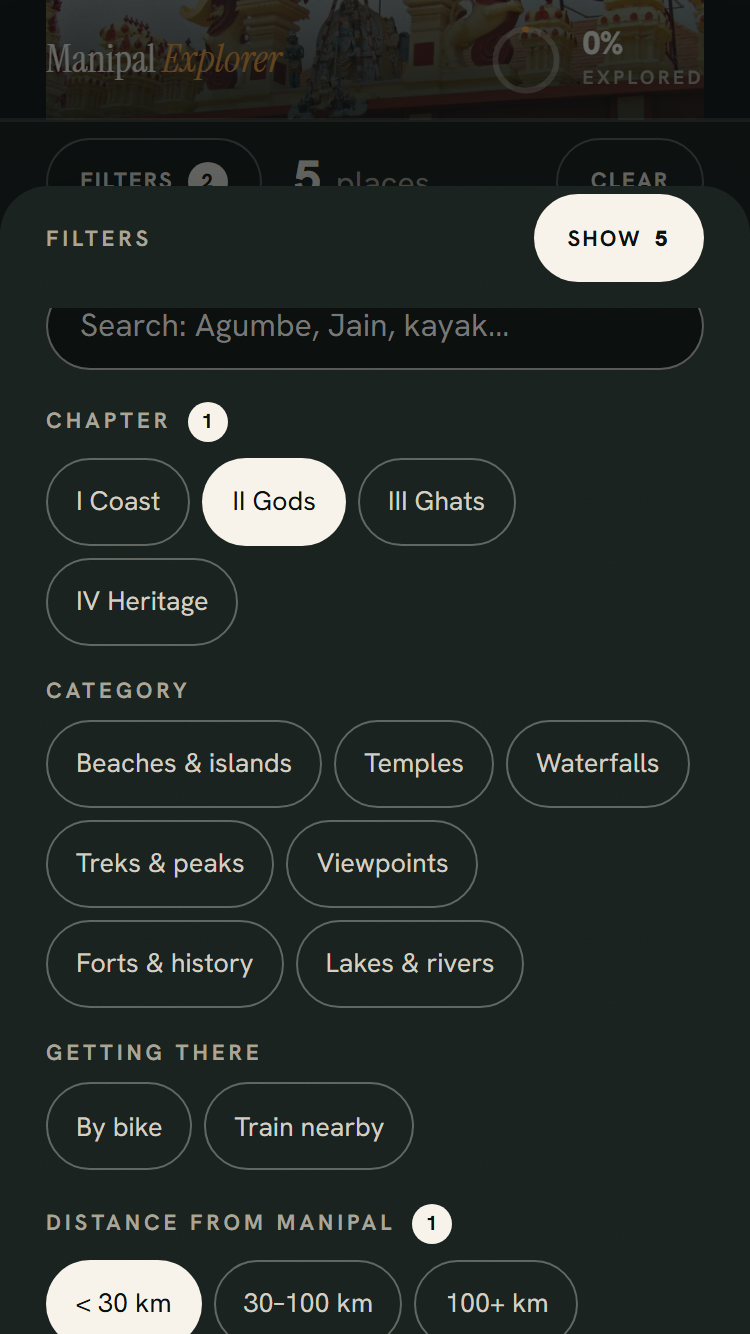 Manipal Explorer
0%
EXPLORED
FILTERS 2 5 places CLEAR
FILTERS SHOW 5
Search: Agumbe, Jain, kayak...
CHAPTER 1
I Coast II Gods III Ghats
IV Heritage
CATEGORY
Beaches & islands Temples Waterfalls
Treks & peaks Viewpoints
Forts & history Lakes & rivers
GETTING THERE
By bike Train nearby
DISTANCE FROM MANIPAL 1
< 30 km 30–100 km 100+ km